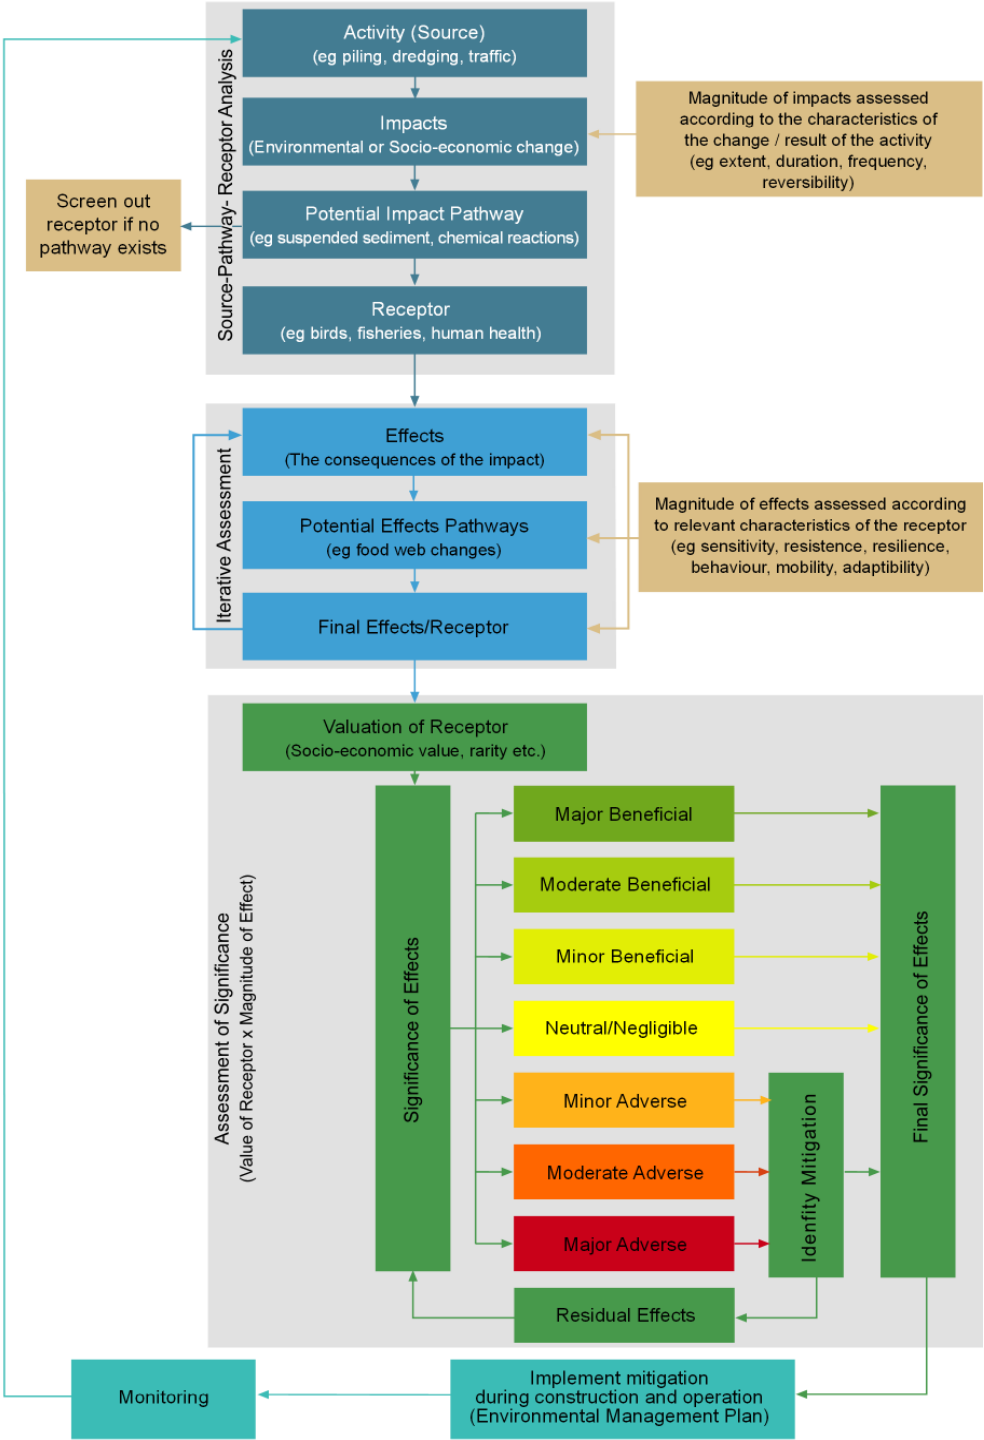 Activity (Source)
(eg piling, dredging, traffic)
Source-Pathway- Receptor Analysis
Impacts
(Environmental or Socio-economic change)
Magnitude of impacts assessed
according to the characteristics of
the change / result of the activity
(eg extent, duration, frequency,
reversibility)
Screen out
receptor if no
pathway exists
Potential Impact Pathway
(eg suspended sediment, chemical reactions)
Receptor
(eg birds, fisheries, human health)
Iterative Assessment
Effects
(The consequences of the impact)
Potential Effects Pathways
(eg food web changes)
Magnitude of effects assessed according
to relevant characteristics of the receptor
(eg sensitivity, resistence, resilience,
behaviour, mobility, adaptibility)
Final Effects/Receptor
Valuation of Receptor
(Socio-economic value, rarity etc.)
Assessment of Significance
(Value of Receptor x Magnitude of Effect)
Significance of Effects
Major Beneficial
Moderate Beneficial
Minor Beneficial
Neutral/Negligible
Minor Adverse
Moderate Adverse
Major Adverse
Idenfity Mitigation
Final Significance of Effects
Residual Effects
Monitoring
Implement mitigation
during construction and operation
(Environmental Management Plan)